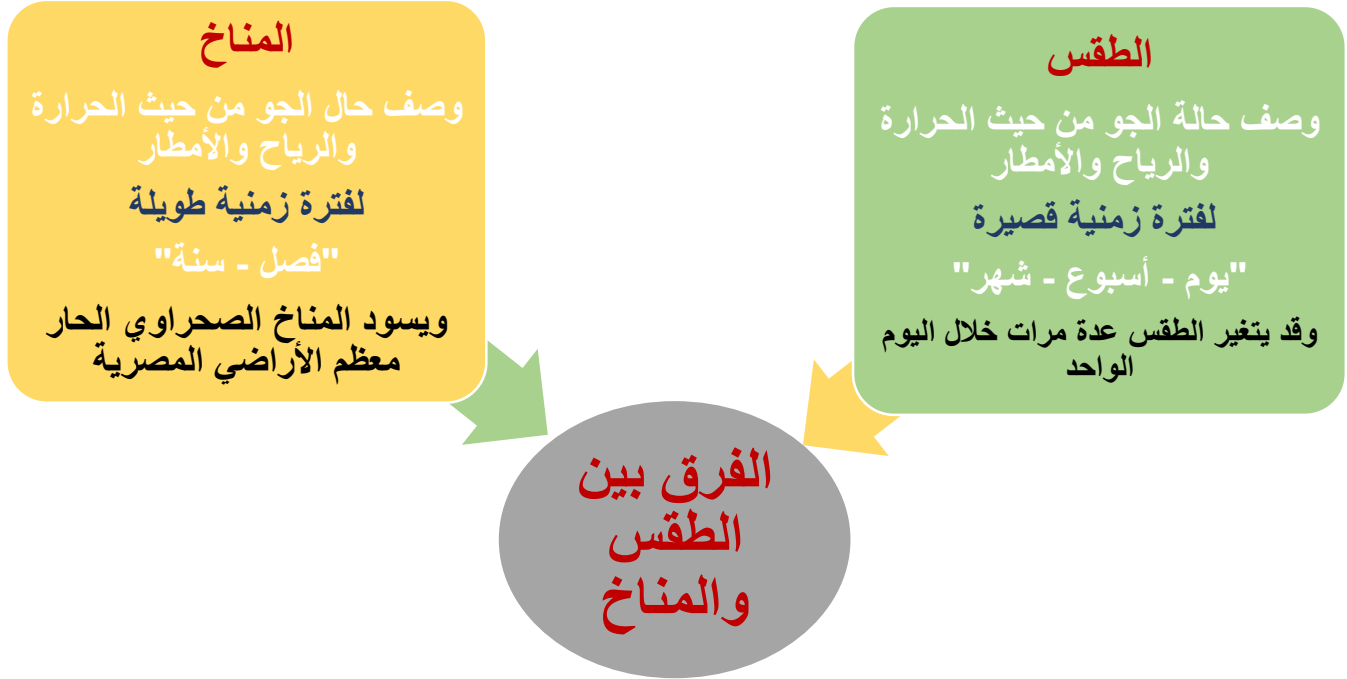 الطقس
وصف حالة الجو من حيث الحرارة
والرياح والأمطار
لفترة زمنية قصيرة
"يوم - أسبوع - شهر"
وقد يتغير الطقس عدة مرات خلال اليوم
الواحد
المناخ
وصف حال الجو من حيث الحرارة
والرياح والأمطار
لفترة زمنية طويلة
"فصل - سنة"
ويسود المناخ الصحراوي الحار
معظم الأراضي المصرية
الفرق بين
الطقس
والمناخ